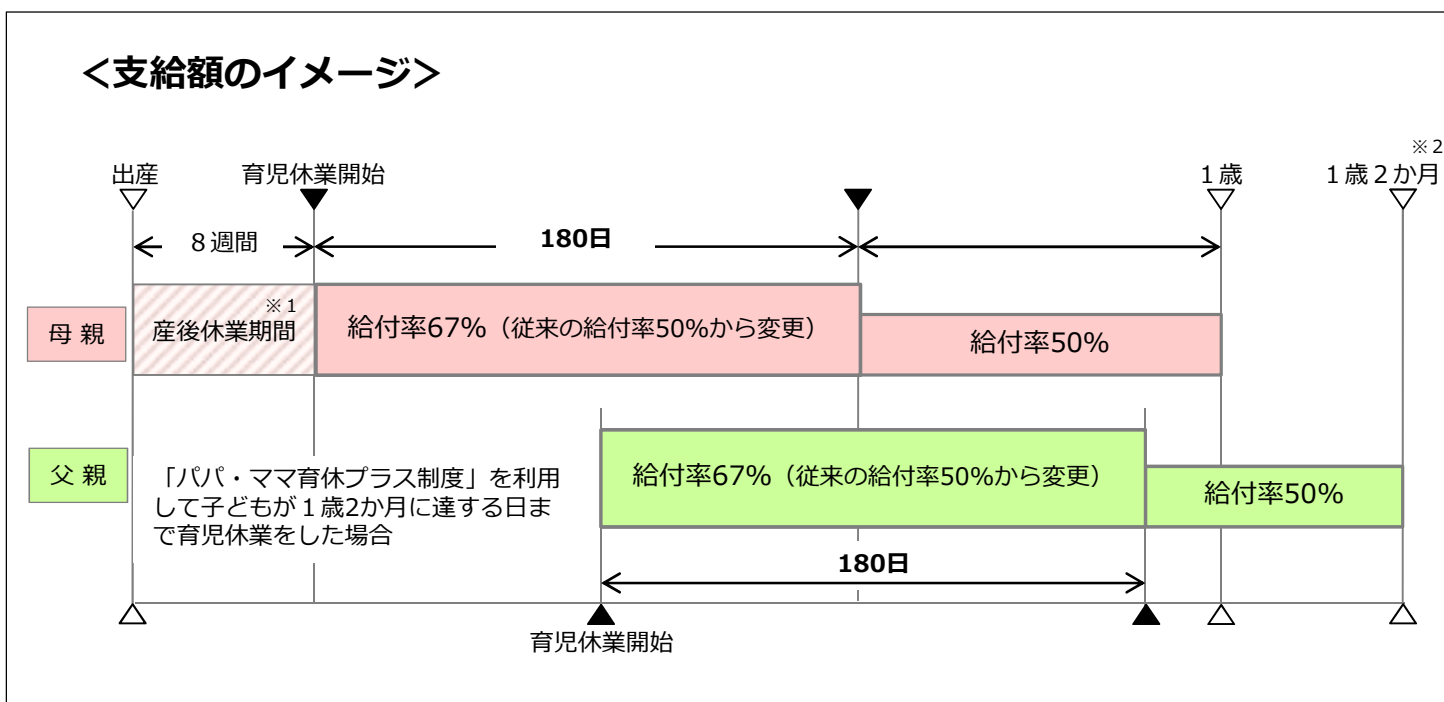 ＜支給額のイメージ＞
※２
出産
育児休業開始
１歳
１歳２か月
８週間
180日
母 親
※１
産後休業期間
給付率67%（従来の給付率50%から変更）
給付率50%
父 親
「パパ・ママ育休プラス制度」を利用
して子どもが１歳2か月に達する日ま
で育児休業をした場合
給付率67%（従来の給付率50%から変更）
給付率50%
180日
育児休業開始